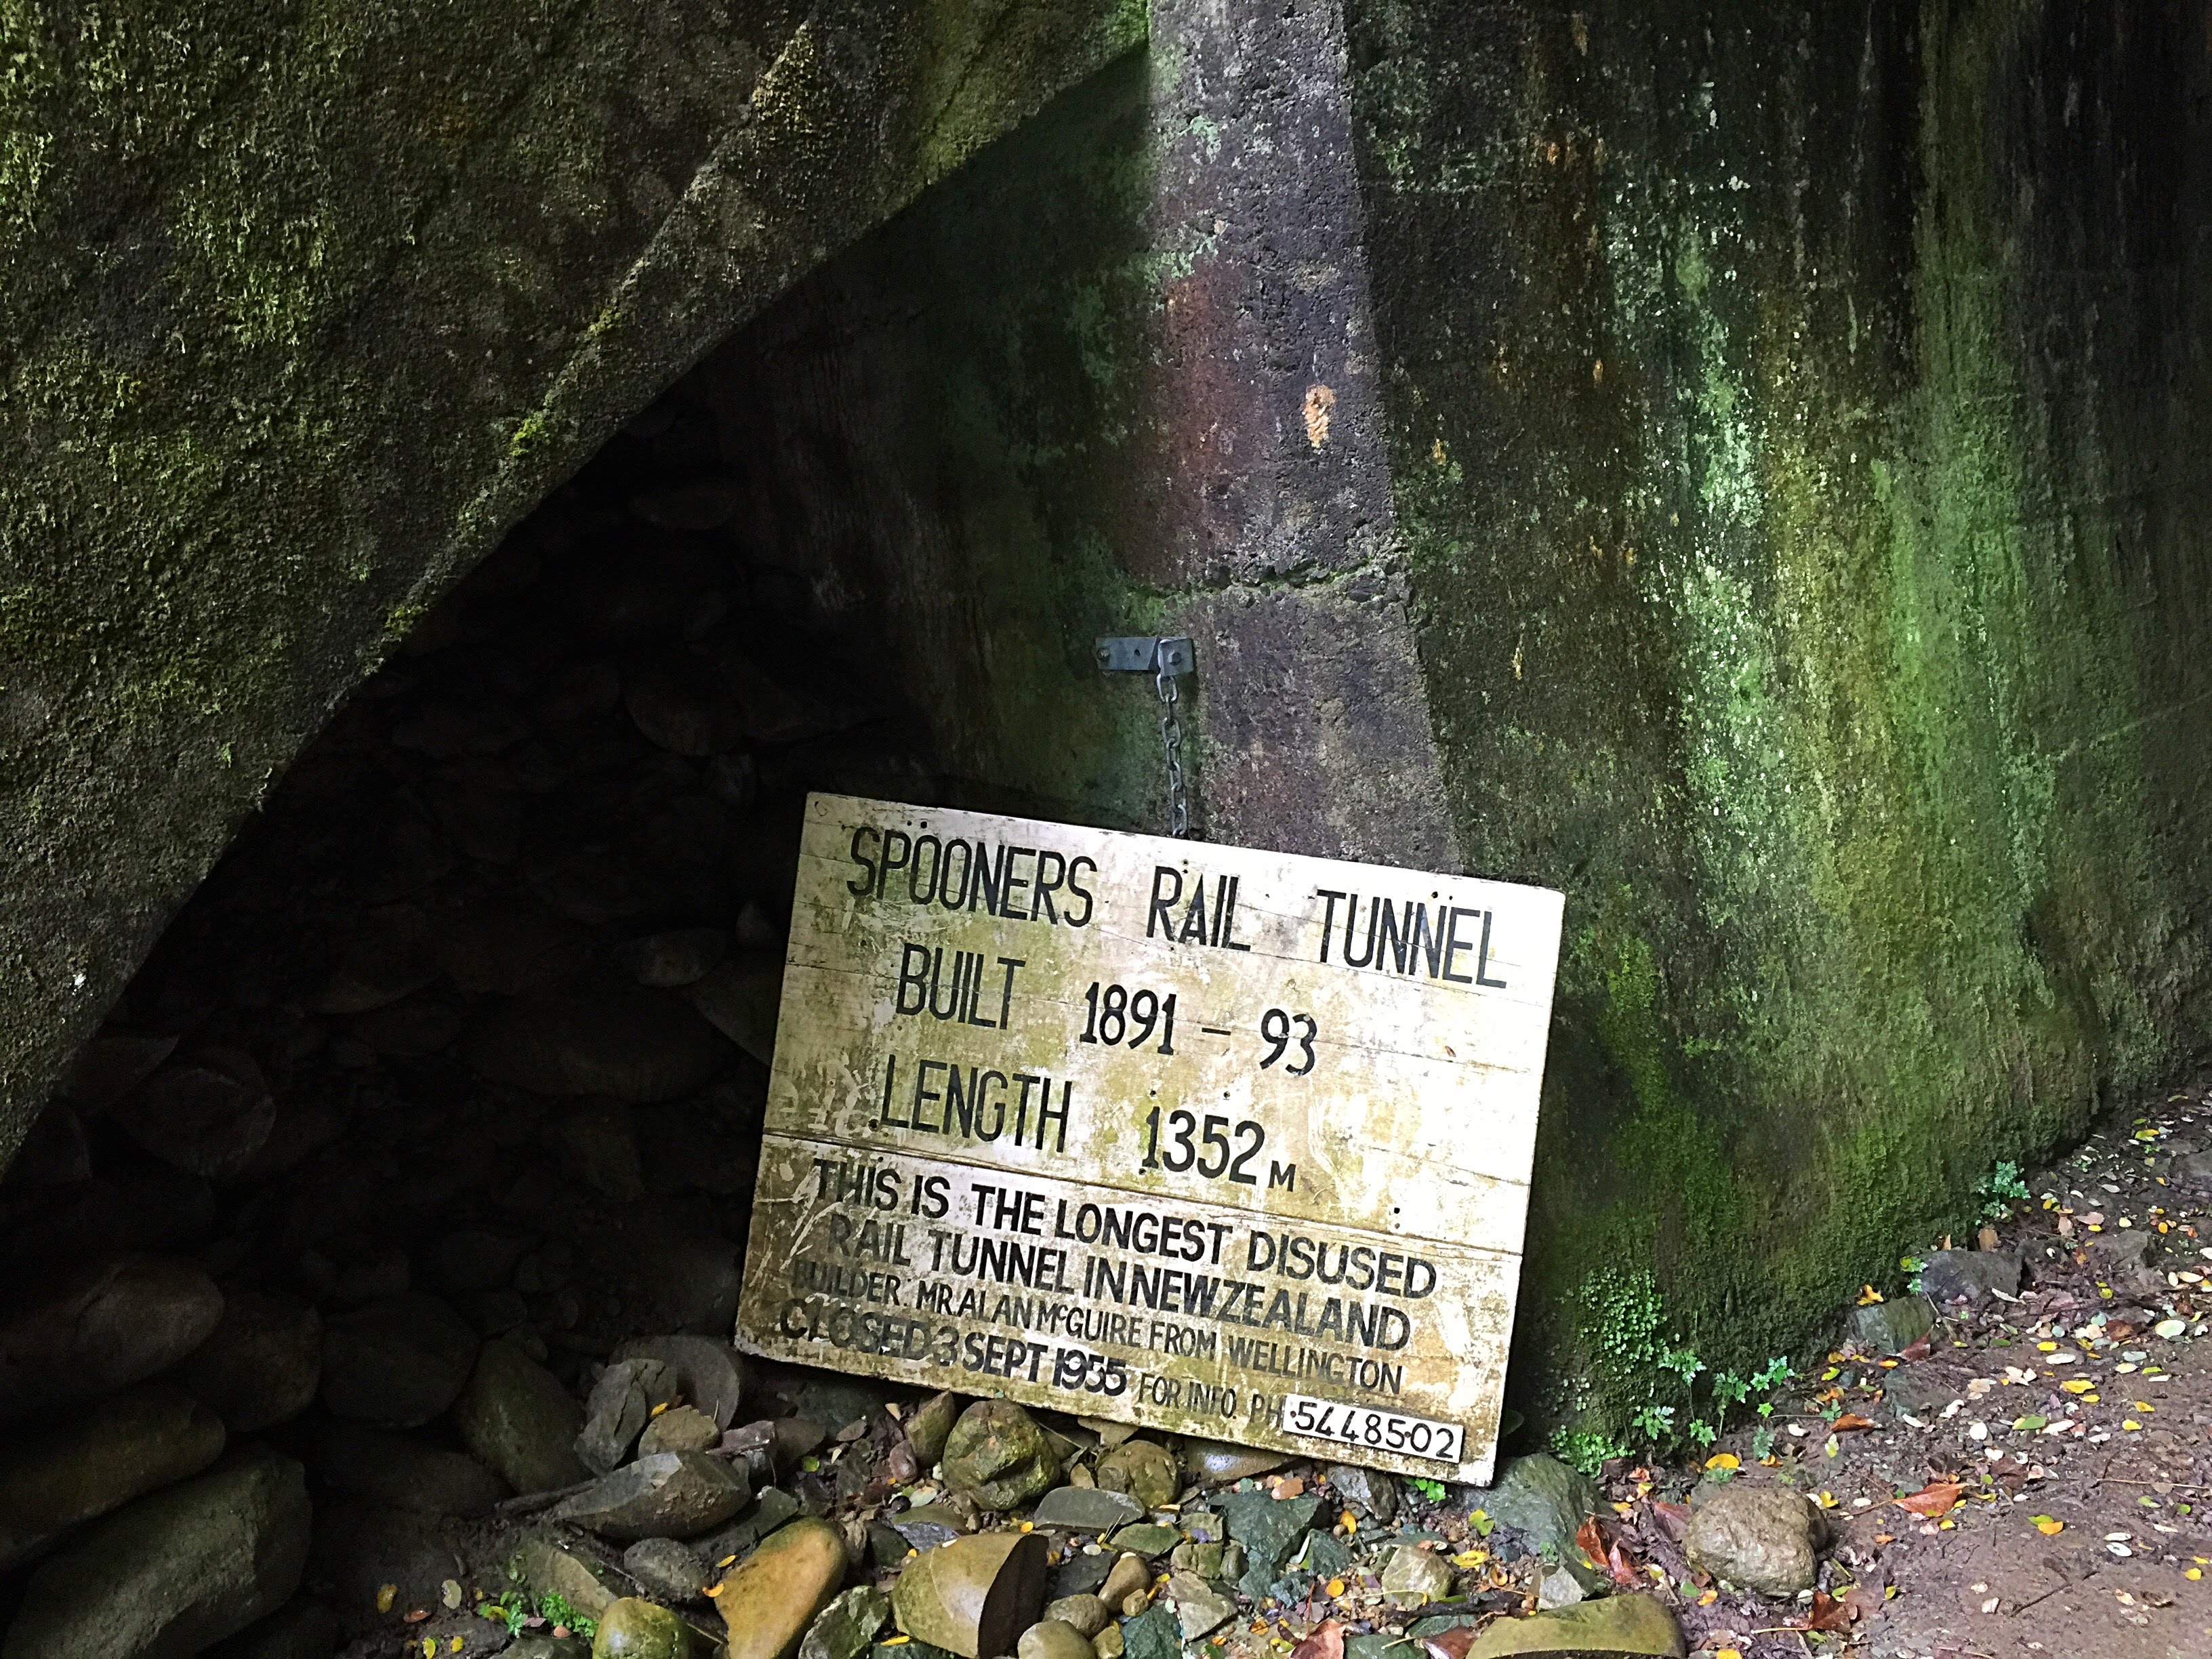 SPOONERS RAIL TUNNEL
BUILT 1891 - 93
LENGTH 1352M
THIS IS THE LONGEST DISUSED
RAIL TUNNEL IN NEW ZEALAND
BUILDER. MR. ALAN McGUIRE FROM WELLINGTON
CLOSED 3 SEPT 1955 FOR INFO. PH 5448502